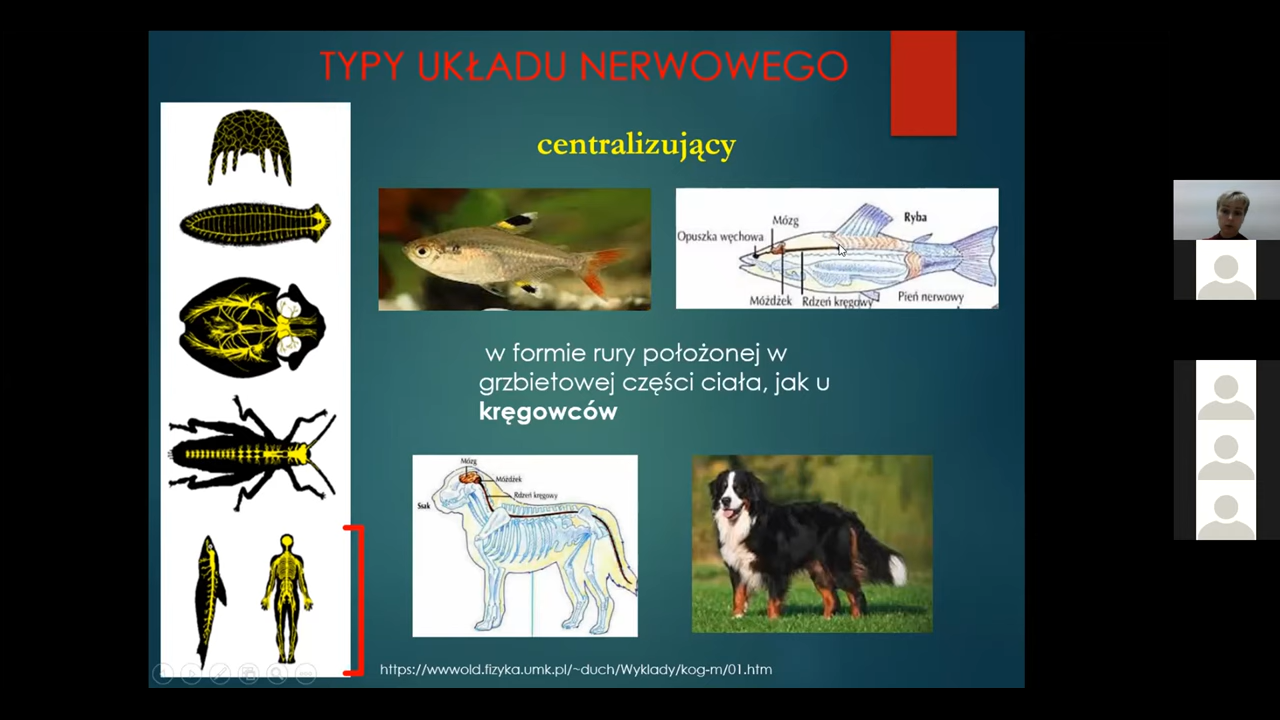 TYPY UKŁADU NERWOWEGO
centralizujący
Mózg
Ryba
Opuszka węchowa
Móżdżek
Rdzeń kręgowy
Pień nerwowy
w formie rury położonej w
grzbietowej części ciała, jak u
kręgowców
Mózg
Móżdżek
Rdzeń kręgowy
Ssak
https://wwwold.fizyka.umk.pl/~duch/Wyklady/kog-m/01.htm